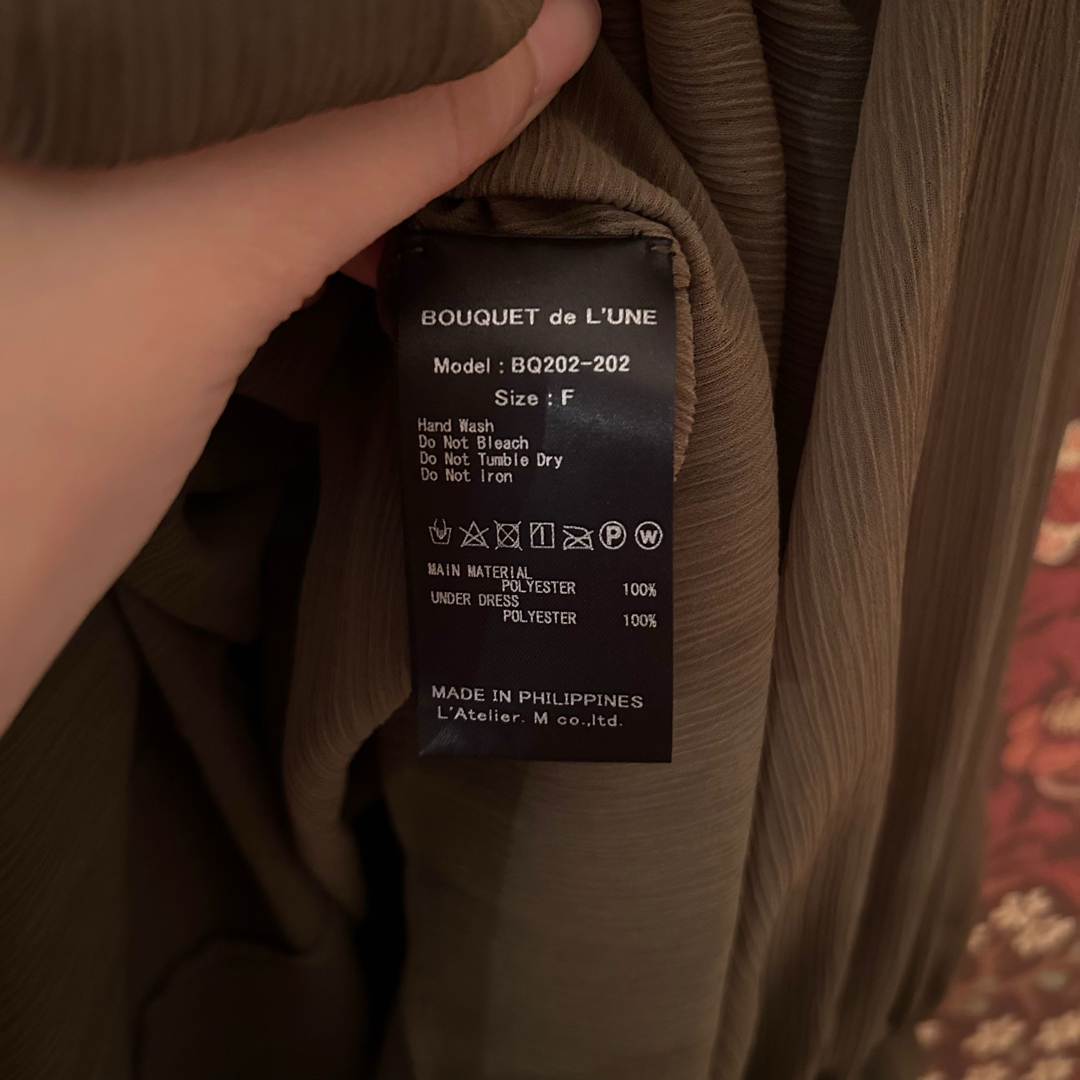 BOUQUET de L'UNE
Model : BQ202-202
Size : F
Hand Wash
Do Not Bleach
Do Not Tumble Dry
Do Not Iron
P W
MAIN MATERIAL
POLYESTER 100%
UNDER DRESS
POLYESTER 100%
MADE IN PHILIPPINES
L'Atelier. M co.,ltd.